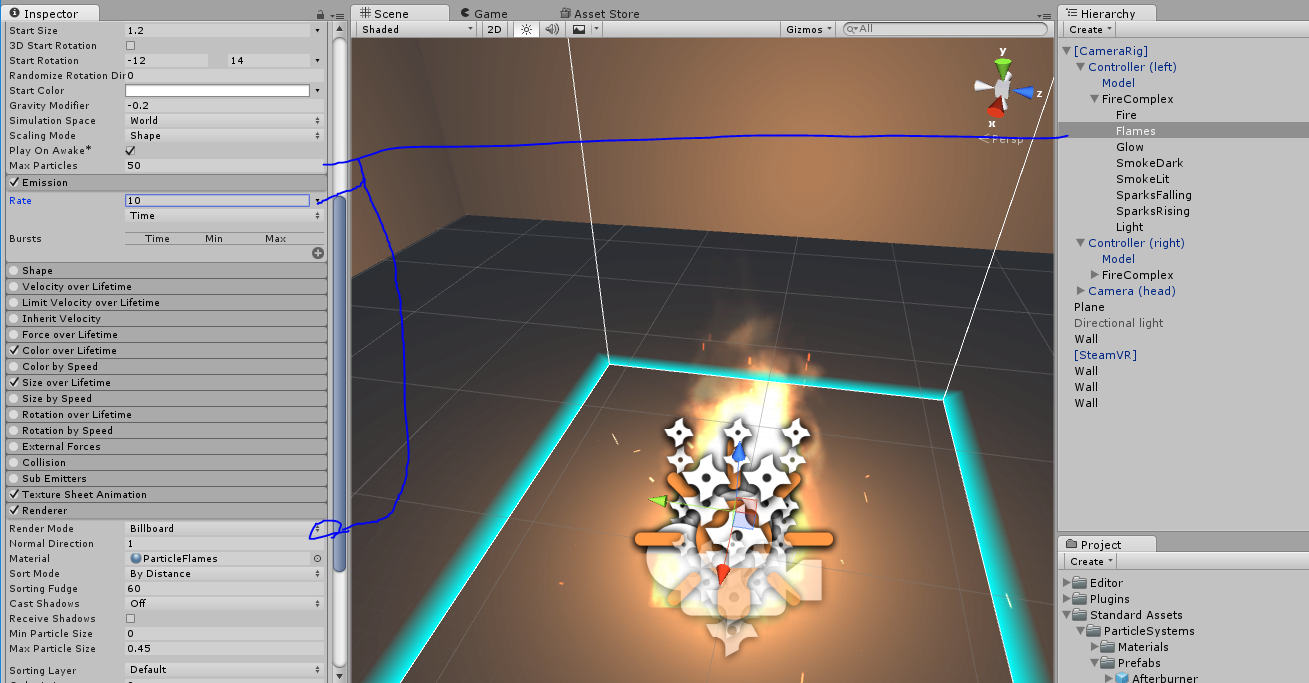 Inspector
Start Size 1.2
3D Start Rotation
Start Rotation -12 14
Randomize Rotation Dir 0
Start Color
Gravity Modifier -0.2
Simulation Space World
Scaling Mode Shape
Play On Awake*
Max Particles 50
Emission
Rate 10
Time
Bursts Time Min Max
Shape
Velocity over Lifetime
Limit Velocity over Lifetime
Inherit Velocity
Force over Lifetime
Color over Lifetime
Color by Speed
Size over Lifetime
Size by Speed
Rotation over Lifetime
Rotation by Speed
External Forces
Collision
Sub Emitters
Texture Sheet Animation
Renderer
Render Mode Billboard
Normal Direction 1
Material ParticleFlames
Sort Mode By Distance
Sorting Fudge 60
Cast Shadows Off
Receive Shadows
Min Particle Size 0
Max Particle Size 0.45
Sorting Layer Default
Scene Game Asset Store
Shaded 2D Gizmos All
y
z
x
Persp
Hierarchy
Create
[CameraRig]
Controller (left)
Model
FireComplex
Fire
Flames
Glow
SmokeDark
SmokeLit
SparksFalling
SparksRising
Light
Controller (right)
Model
FireComplex
Camera (head)
Plane
Directional light
Wall
[SteamVR]
Wall
Wall
Wall
Project
Create
Editor
Plugins
Standard Assets
ParticleSystems
Materials
Prefabs
Afterburner